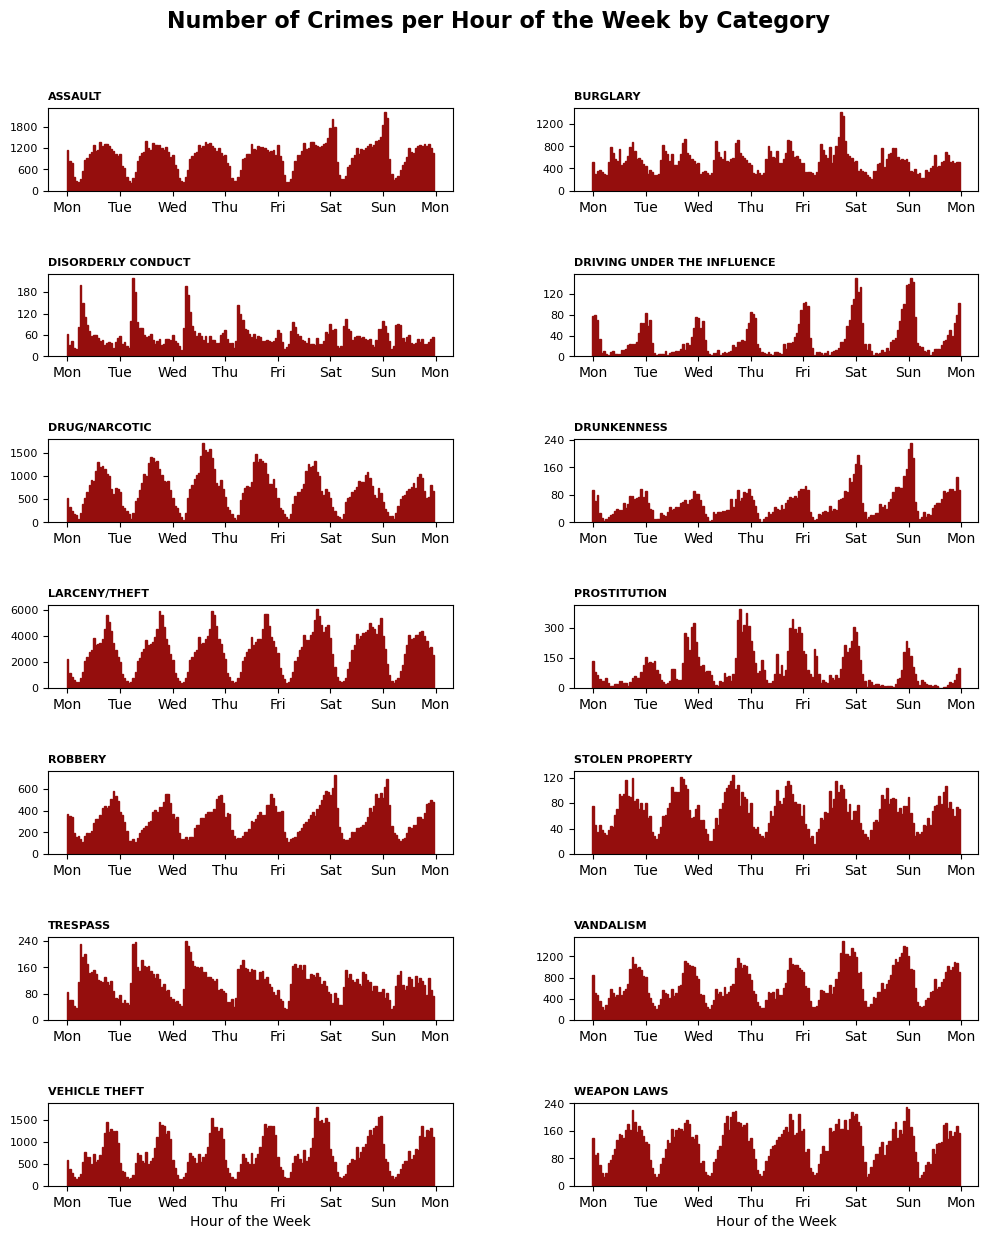 Number of Crimes per Hour of the Week by Category
ASSAULT
1800
1200
600
0
Mon Tue Wed Thu Fri Sat Sun Mon
BURGLARY
1200
800
400
0
Mon Tue Wed Thu Fri Sat Sun Mon
DISORDERLY CONDUCT
180
120
60
0
Mon Tue Wed Thu Fri Sat Sun Mon
DRIVING UNDER THE INFLUENCE
120
80
40
0
Mon Tue Wed Thu Fri Sat Sun Mon
DRUG/NARCOTIC
1500
1000
500
0
Mon Tue Wed Thu Fri Sat Sun Mon
DRUNKENNESS
240
160
80
0
Mon Tue Wed Thu Fri Sat Sun Mon
LARCENY/THEFT
6000
4000
2000
0
Mon Tue Wed Thu Fri Sat Sun Mon
PROSTITUTION
300
150
0
Mon Tue Wed Thu Fri Sat Sun Mon
ROBBERY
600
400
200
0
Mon Tue Wed Thu Fri Sat Sun Mon
STOLEN PROPERTY
120
80
40
0
Mon Tue Wed Thu Fri Sat Sun Mon
TRESPASS
240
160
80
0
Mon Tue Wed Thu Fri Sat Sun Mon
VANDALISM
1200
800
400
0
Mon Tue Wed Thu Fri Sat Sun Mon
VEHICLE THEFT
1500
1000
500
0
Mon Tue Wed Thu Fri Sat Sun Mon
Hour of the Week
WEAPON LAWS
240
160
80
0
Mon Tue Wed Thu Fri Sat Sun Mon
Hour of the Week